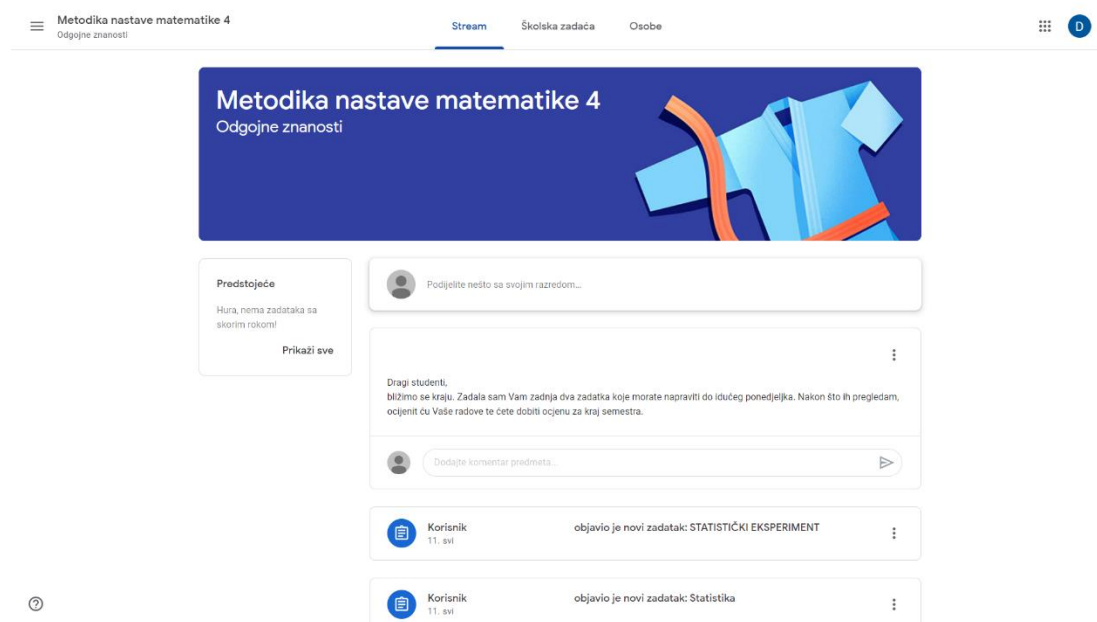 Metodika nastave matematike 4
Odgojne znanosti
Stream
Školska zadaća
Osobe
D
Metodika nastave matematike 4
Odgojne znanosti
Predstojeće
Hura, nema zadataka sa
skorim rokom!
Prikaži sve
Podijelite nešto sa svojim razredom...
Dragi studenti,
bližimo se kraju. Zadala sam Vam zadnja dva zadatka koje morate napraviti do idućeg ponedjeljka. Nakon što ih pregledam,
ocijenit ću Vaše radove te ćete dobiti ocjenu za kraj semestra.
Dodajte komentar predmeta...
Korisnik objavio je novi zadatak: STATISTIČKI EKSPERIMENT
11. svi
Korisnik objavio je novi zadatak: Statistika
11. svi